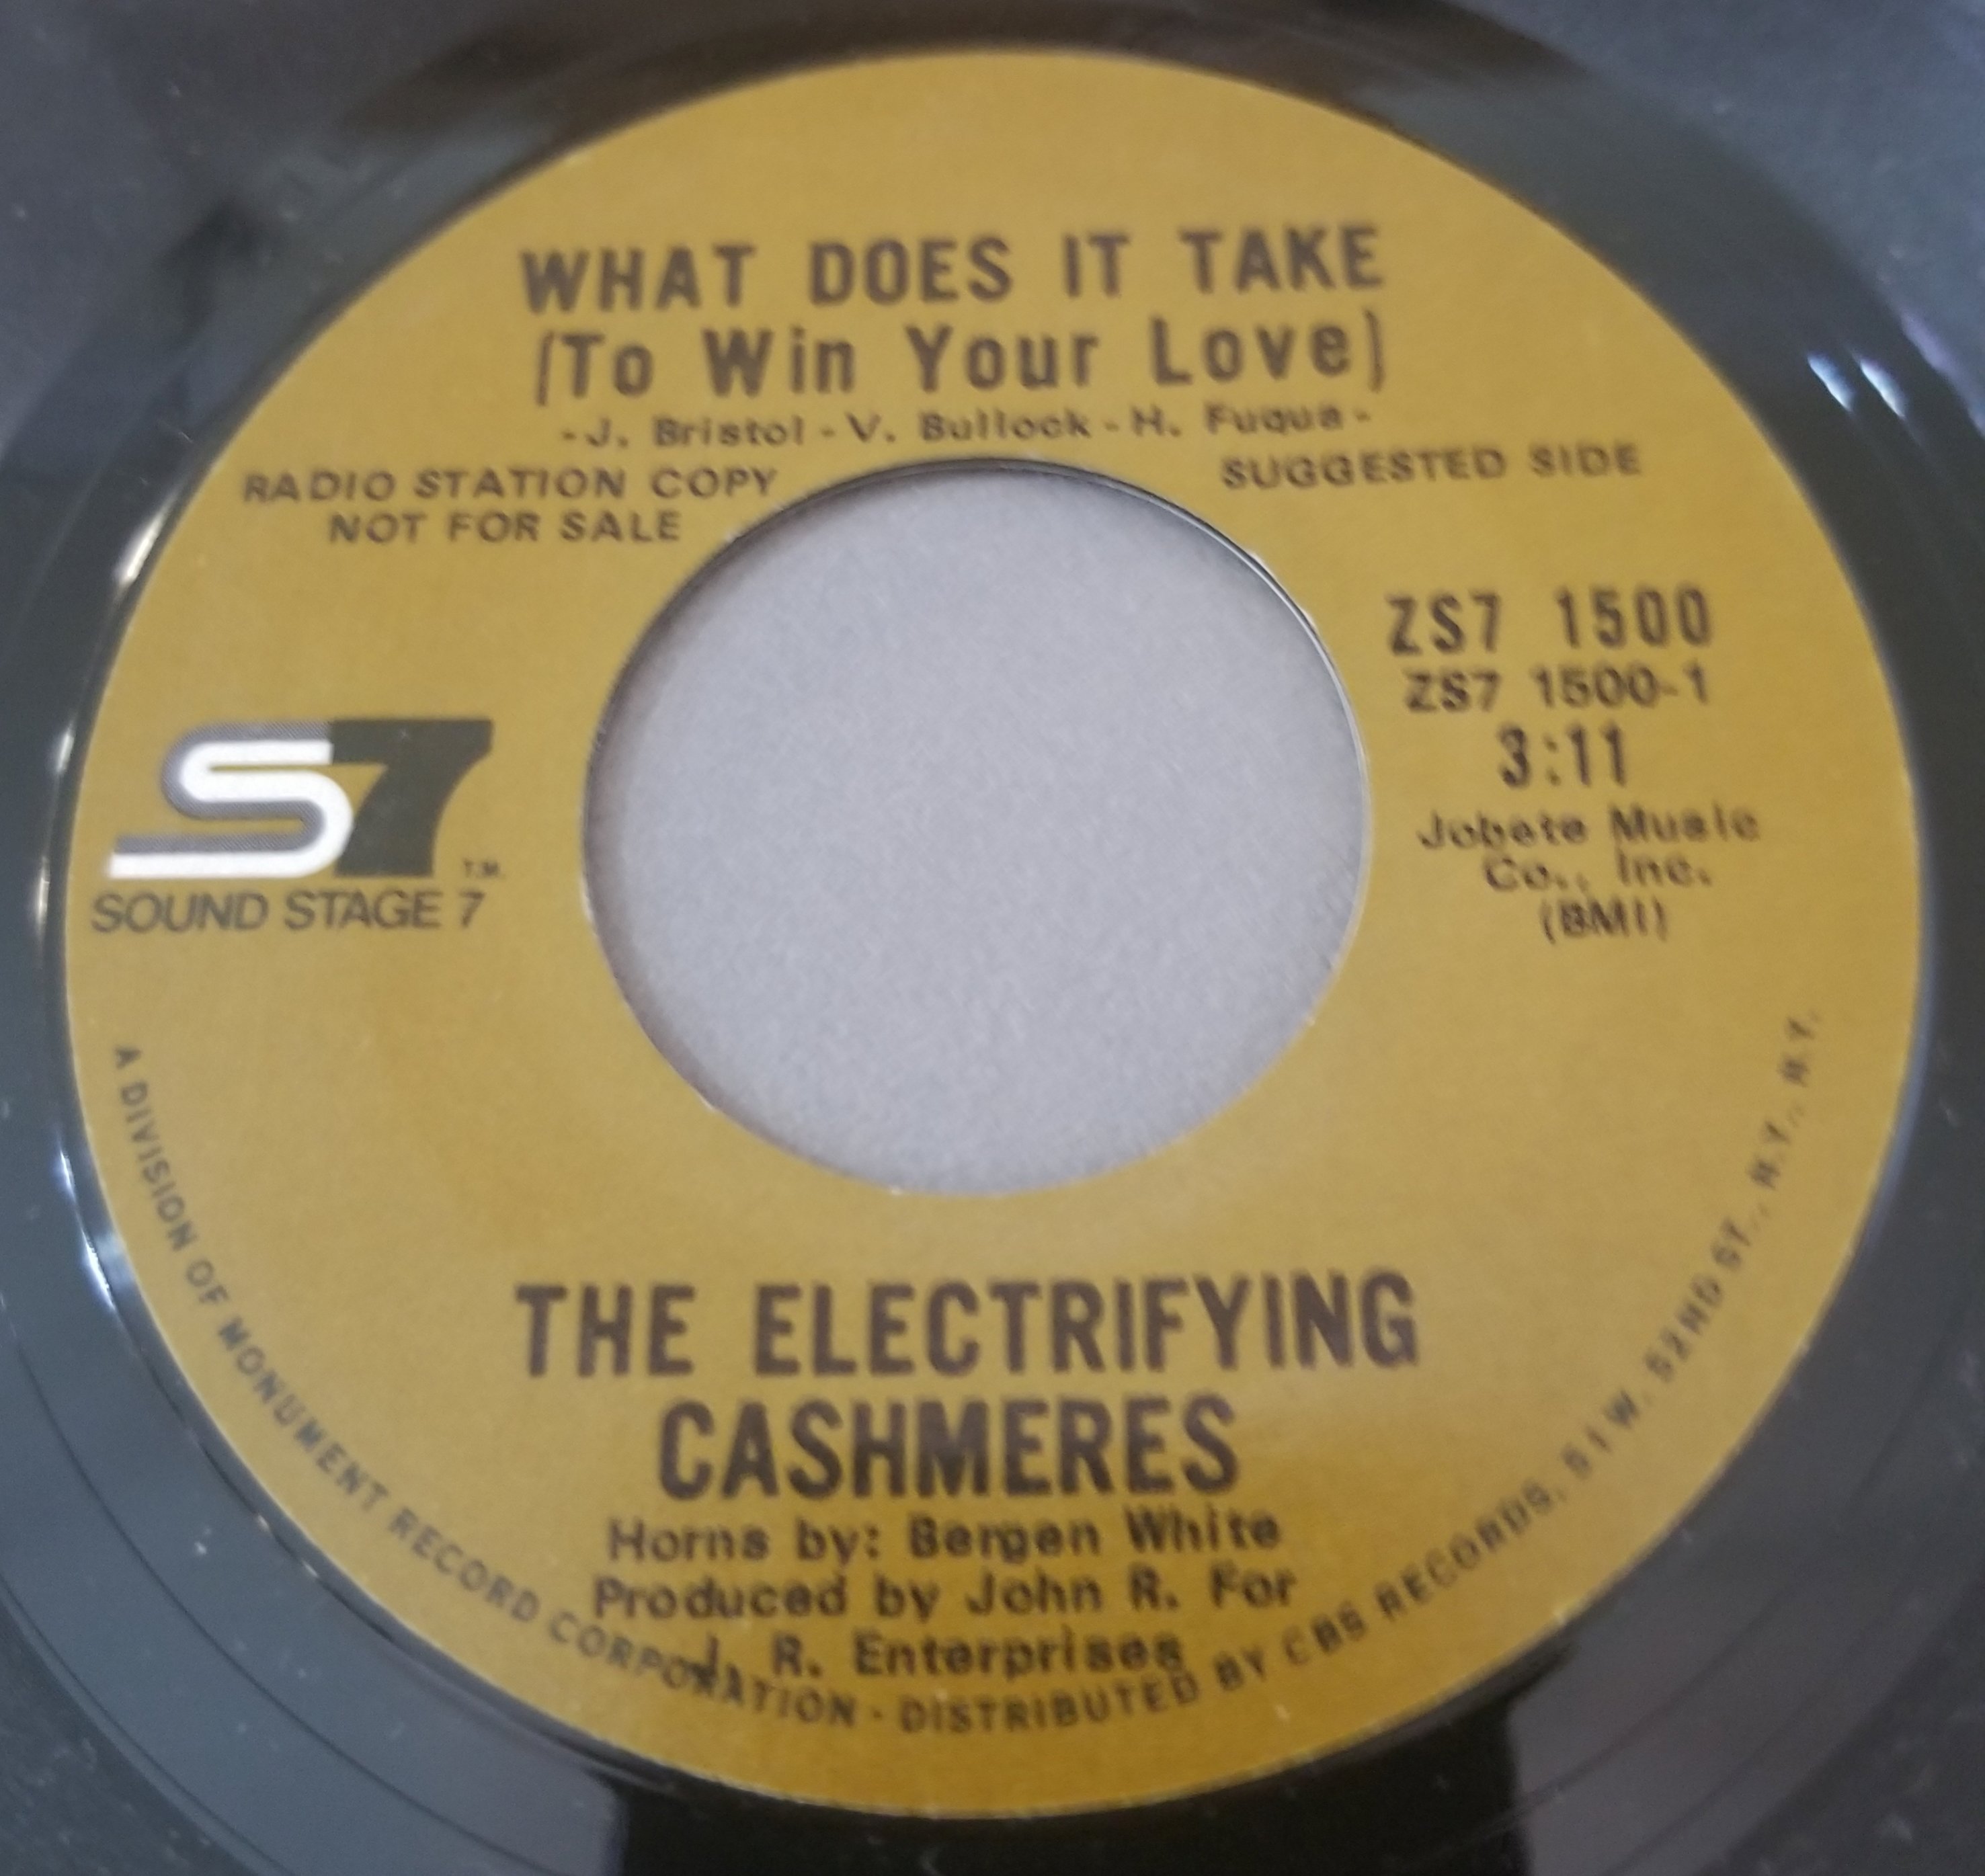 WHAT DOES IT TAKE
(To Win Your Love)
-J. Bristol - V. Bullock - H. Fuqua -
RADIO STATION COPY
NOT FOR SALE
SUGGESTED SIDE
ZS7 1500
ZS7 1500-1
3:11
Jobete Music
Co., Inc.
(BMI)
S7 T.M.
SOUND STAGE 7
THE ELECTRIFYING
CASHMERES
Horns by: Bergen White
Produced by John R. For
J. R. Enterprises
A DIVISION OF MONUMENT RECORD CORPORATION · DISTRIBUTED BY CBS RECORDS, 51 W. 52ND ST., N.Y., N.Y.